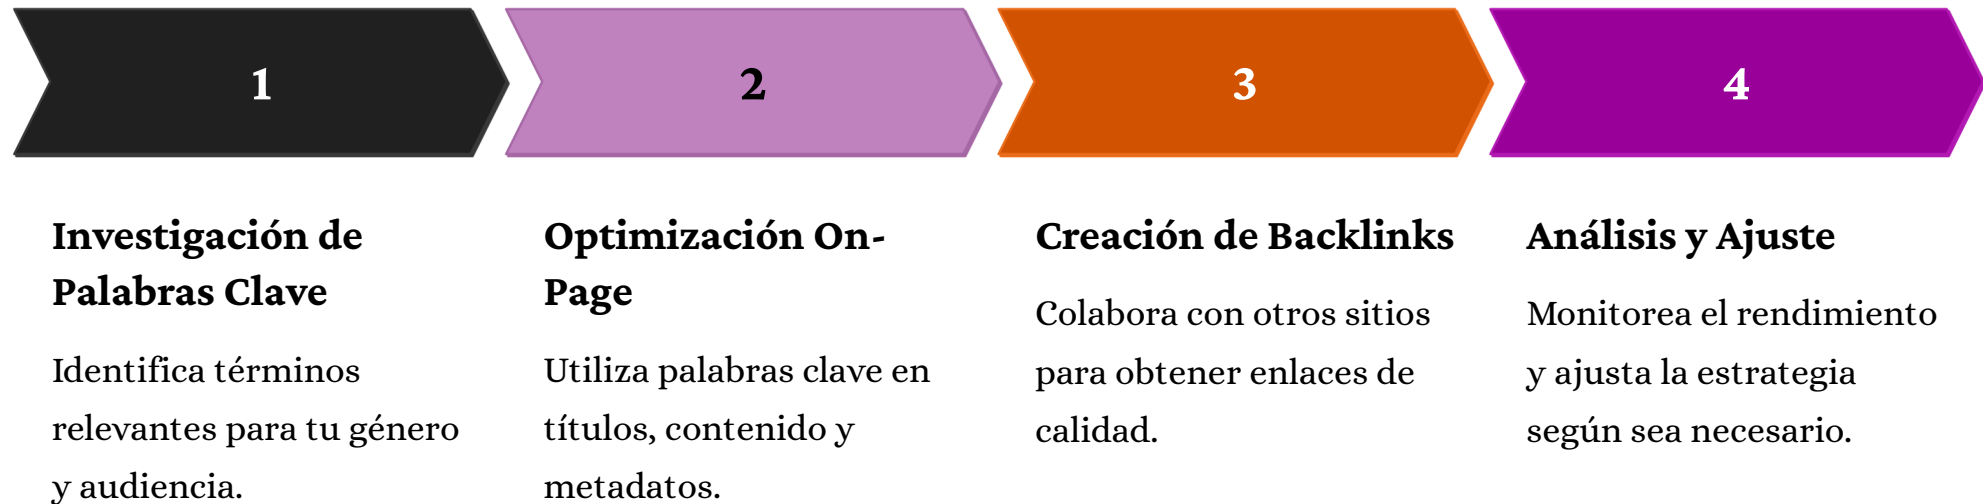 1
2
3
4
Investigación de
Palabras Clave
Identifica términos
relevantes para tu género
y audiencia.
Optimización On-
Page
Utiliza palabras clave en
títulos, contenido y
metadatos.
Creación de Backlinks
Colabora con otros sitios
para obtener enlaces de
calidad.
Análisis y Ajuste
Monitorea el rendimiento
y ajusta la estrategia
según sea necesario.